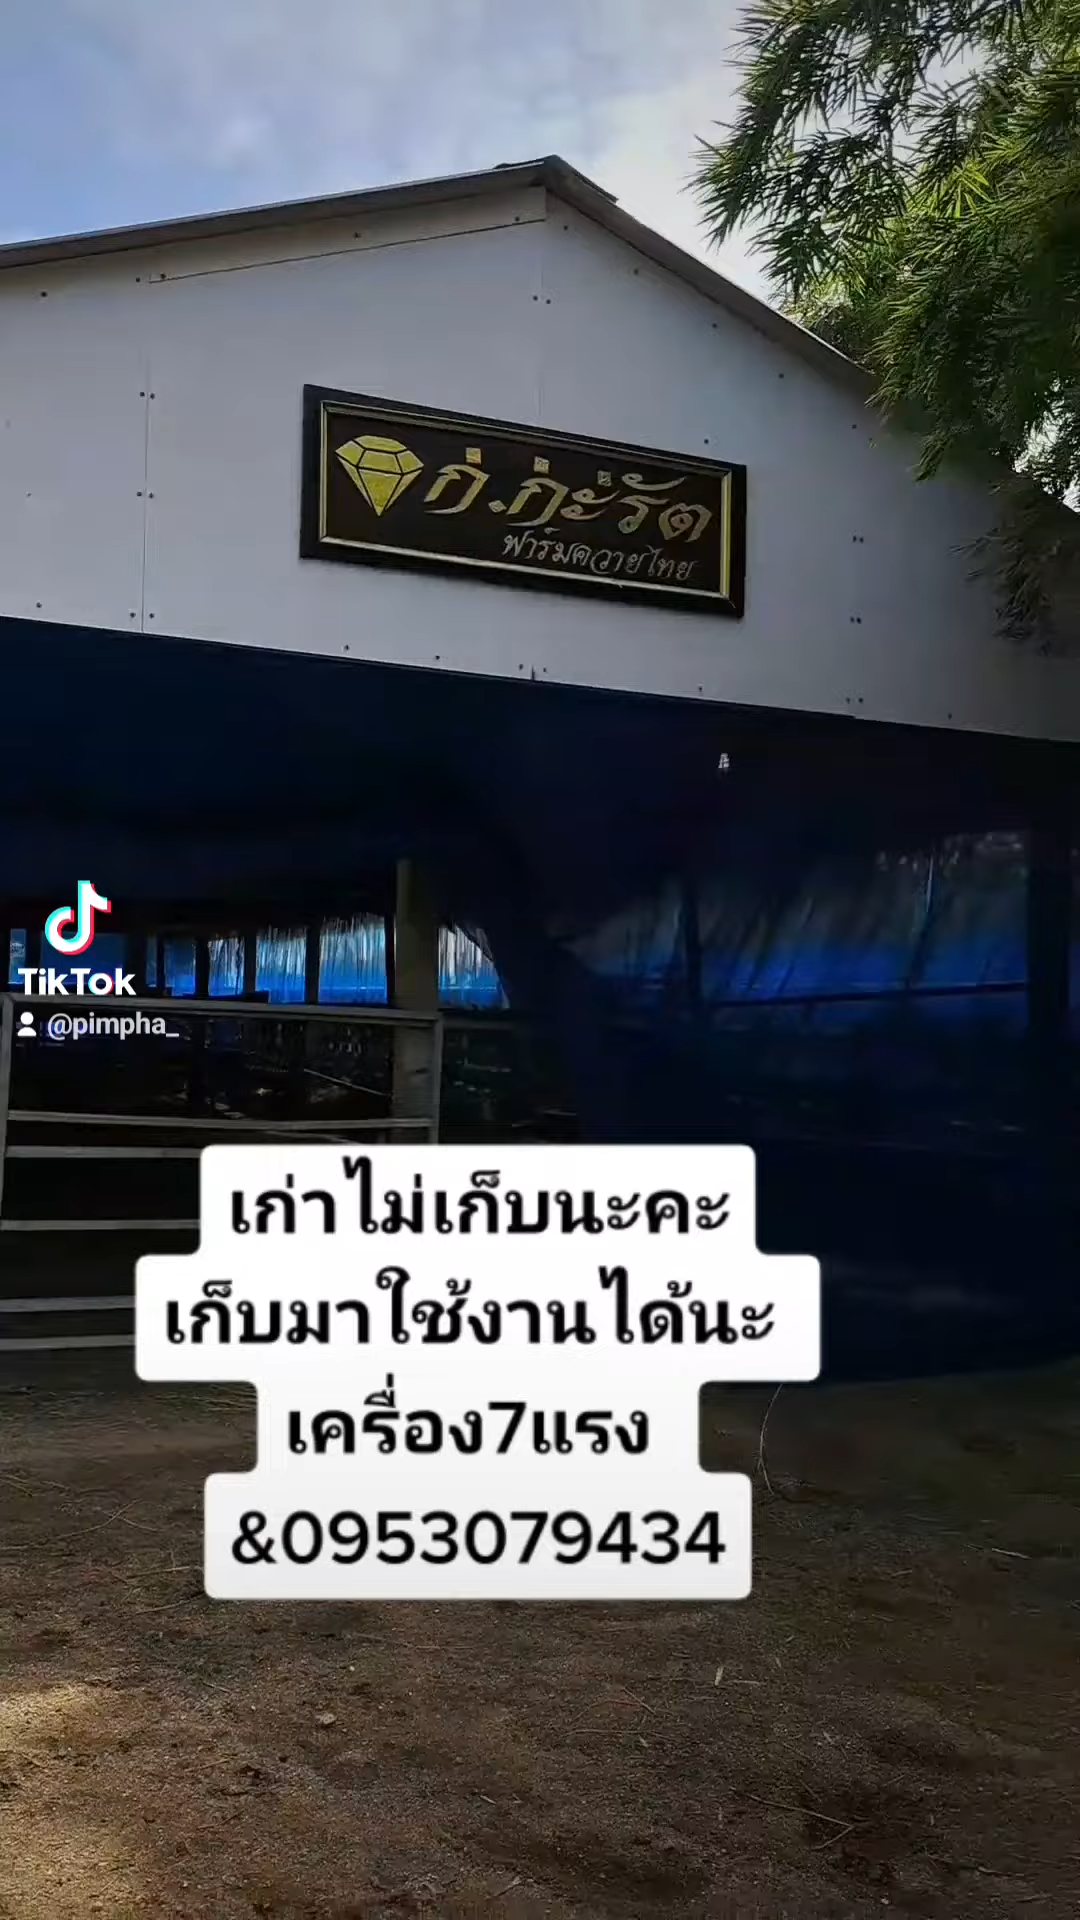 ก่.ก่ะรัต
ฟาร์มควายไทย
TikTok
@pimpha_
เก่าไม่เก็บนะคะ
เก็บมาใช้งานได้นะ
เครื่อง7แรง
&0953079434